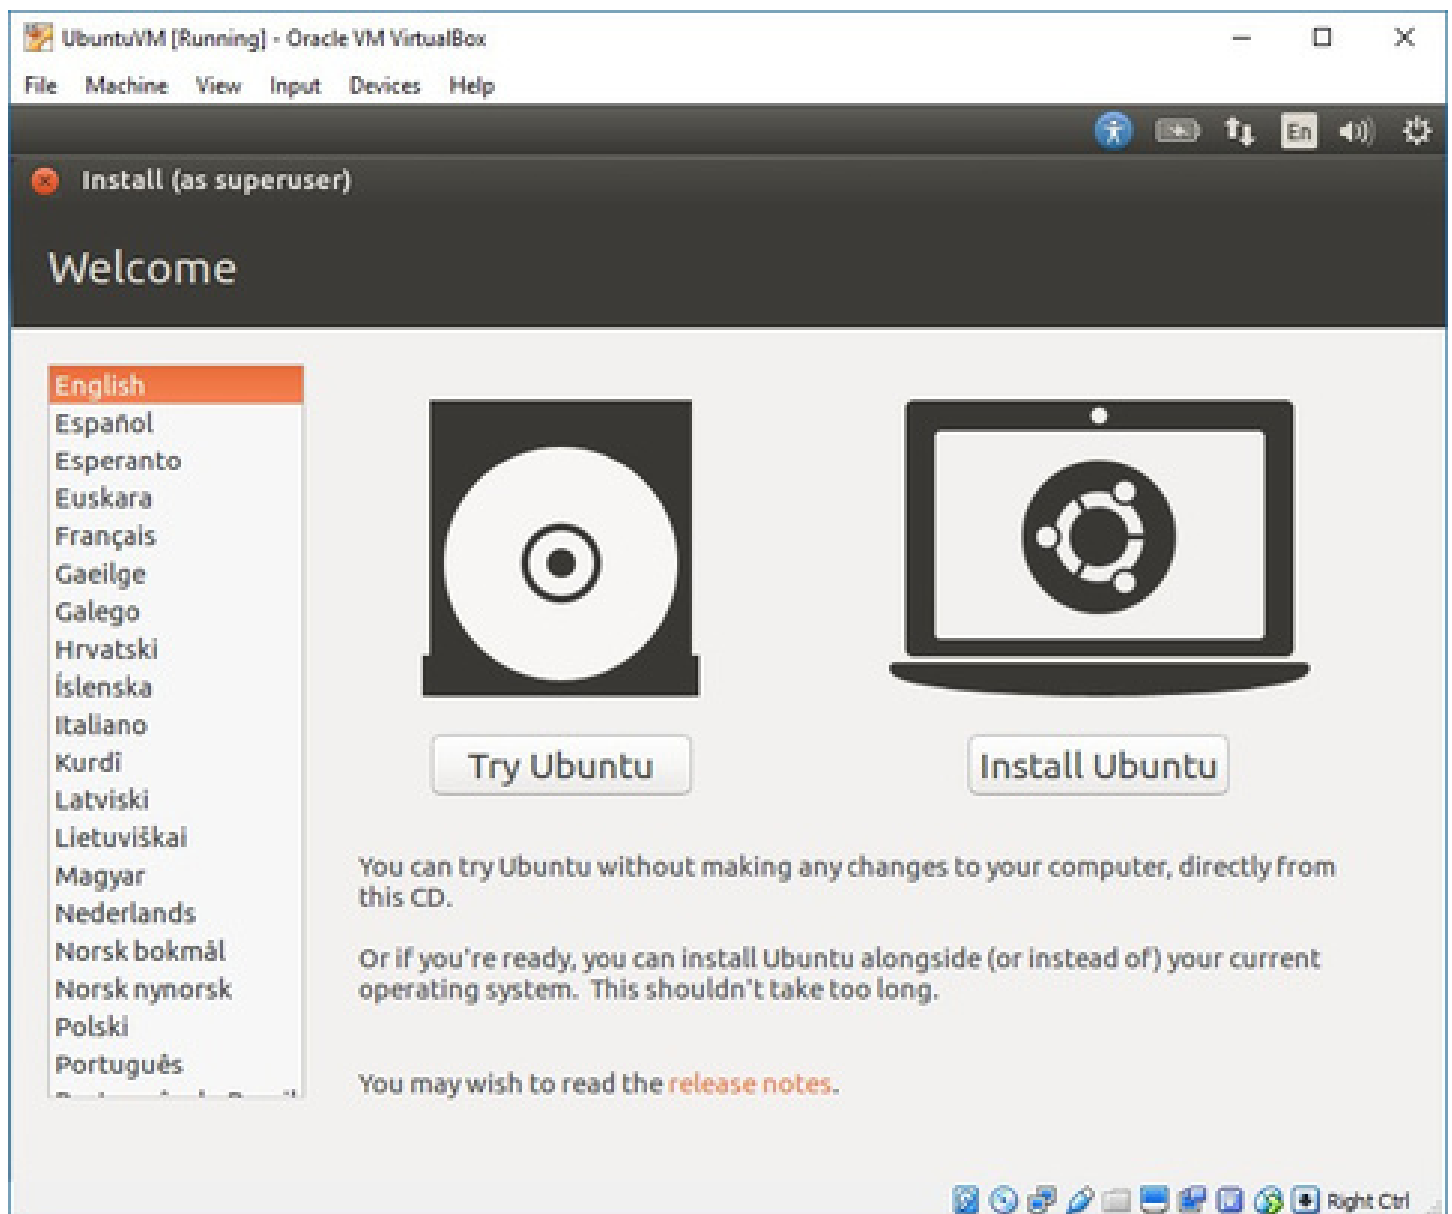 UbuntuVM [Running] - Oracle VM VirtualBox
File Machine View Input Devices Help
En
Install (as superuser)
Welcome
English
Español
Esperanto
Euskara
Français
Gaeilge
Galego
Hrvatski
Íslenska
Italiano
Kurdî
Latviski
Lietuviškai
Magyar
Nederlands
Norsk bokmål
Norsk nynorsk
Polski
Português
Try Ubuntu
Install Ubuntu
You can try Ubuntu without making any changes to your computer, directly from
this CD.
Or if you're ready, you can install Ubuntu alongside (or instead of) your current
operating system. This shouldn't take too long.
You may wish to read the release notes.
Right Ctrl